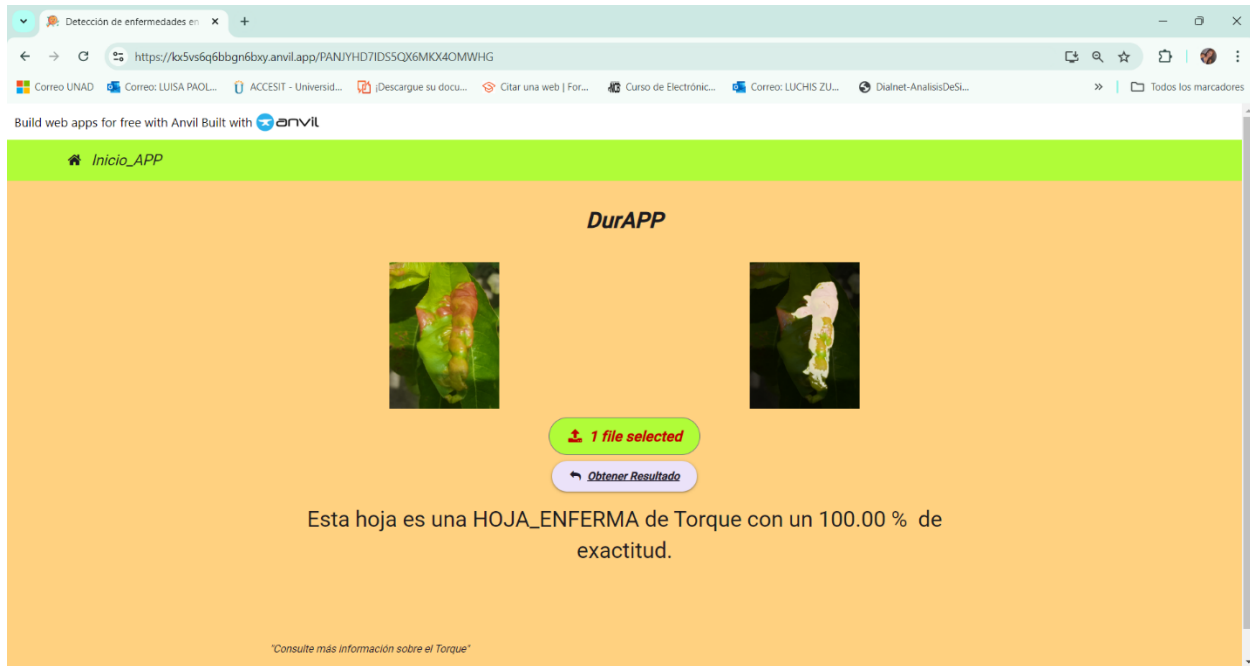 Detección de enfermedades en
https://kx5vs6q6bbgn6bxy.anvil.app/PANJYHD7IDS5QX6MKX4OMWHG
Correo UNAD Correo: LUISA PAOL... ACCESIT - Universid... ¡Descargue su docu... Citar una web | For... Curso de Electrónic... Correo: LUCHIS ZU... Dialnet-AnalisisDeSi... » Todos los marcadores
Build web apps for free with Anvil Built with anvil
Inicio_APP
DurAPP
1 file selected
Obtener Resultado
Esta hoja es una HOJA_ENFERMA de Torque con un 100.00 % de
exactitud.
"Consulte más información sobre el Torque"